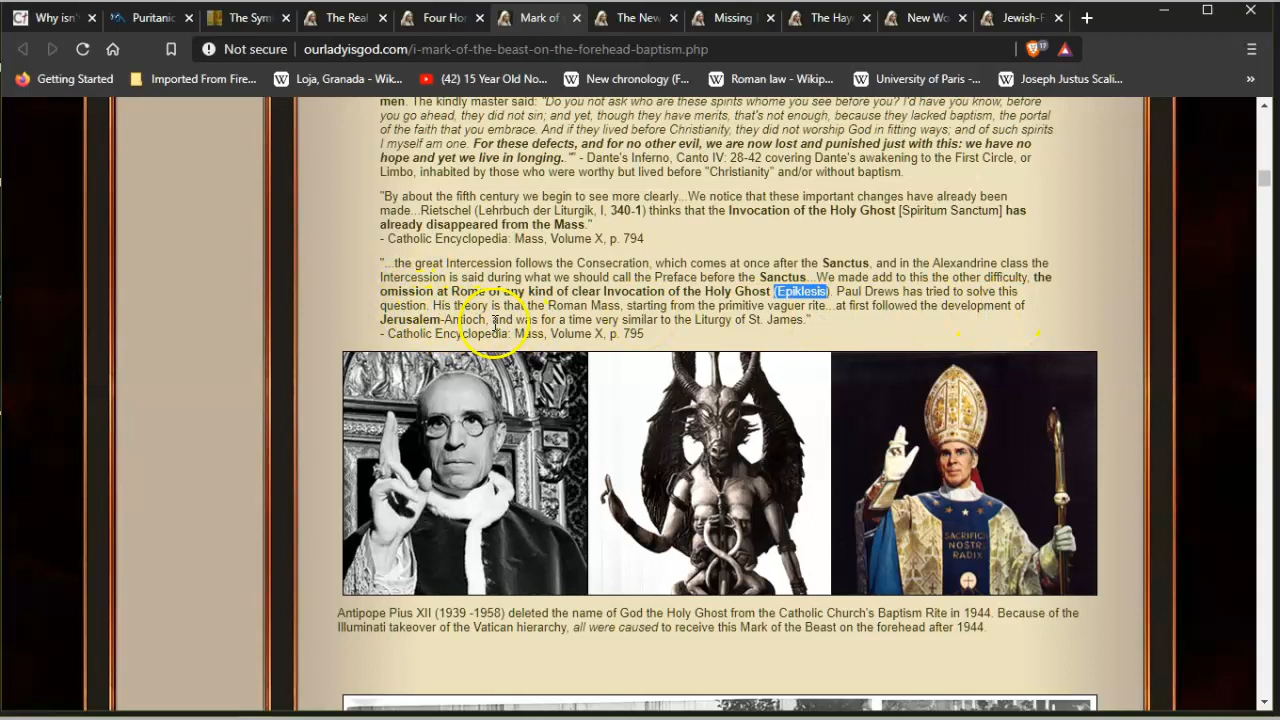 Why isn'
Puritanic
The Sym
The Real
Four Ho
Mark of
The New
Missing
The Hay
New Wo
Jewish-F
Not secure
ourladyisgod.com/i-mark-of-the-beast-on-the-forehead-baptism.php
17
Getting Started
Imported From Fire...
Loja, Granada - Wik...
(42) 15 Year Old No...
New chronology (F...
Roman law - Wikip...
University of Paris -...
Joseph Justus Scali...
men. The kindly master said: "Do you not ask who are these spirits whome you see before you? I'd have you know, before
you go ahead, they did not sin; and yet, though they have merits, that's not enough, because they lacked baptism, the portal
of the faith that you embrace. And if they lived before Christianity, they did not worship God in fitting ways; and of such spirits
I myself am one. For these defects, and for no other evil, we are now lost and punished just with this: we have no
hope and yet we live in longing."" - Dante's Inferno, Canto IV: 28-42 covering Dante's awakening to the First Circle, or
Limbo, inhabited by those who were worthy but lived before "Christianity" and/or without baptism.
"By about the fifth century we begin to see more clearly...We notice that these important changes have already been
made...Rietschel (Lehrbuch der Liturgik, I, 340-1) thinks that the Invocation of the Holy Ghost [Spiritum Sanctum] has
already disappeared from the Mass."
- Catholic Encyclopedia: Mass, Volume X, p. 794
"...the great Intercession follows the Consecration, which comes at once after the Sanctus, and in the Alexandrine class the
Intercession is said during what we should call the Preface before the Sanctus...We made add to this the other difficulty, the
omission at Rome of any kind of clear Invocation of the Holy Ghost (Epiklesis). Paul Drews has tried to solve this
question. His theory is that the Roman Mass, starting from the primitive vaguer rite...at first followed the development of
Jerusalem-Antioch, and was for a time very similar to the Liturgy of St. James."
- Catholic Encyclopedia: Mass, Volume X, p. 795
SACRIFICI
NOSTR
RADIX
Antipope Pius XII (1939 -1958) deleted the name of God the Holy Ghost from the Catholic Church's Baptism Rite in 1944. Because of the
Illuminati takeover of the Vatican hierarchy, all were caused to receive this Mark of the Beast on the forehead after 1944.